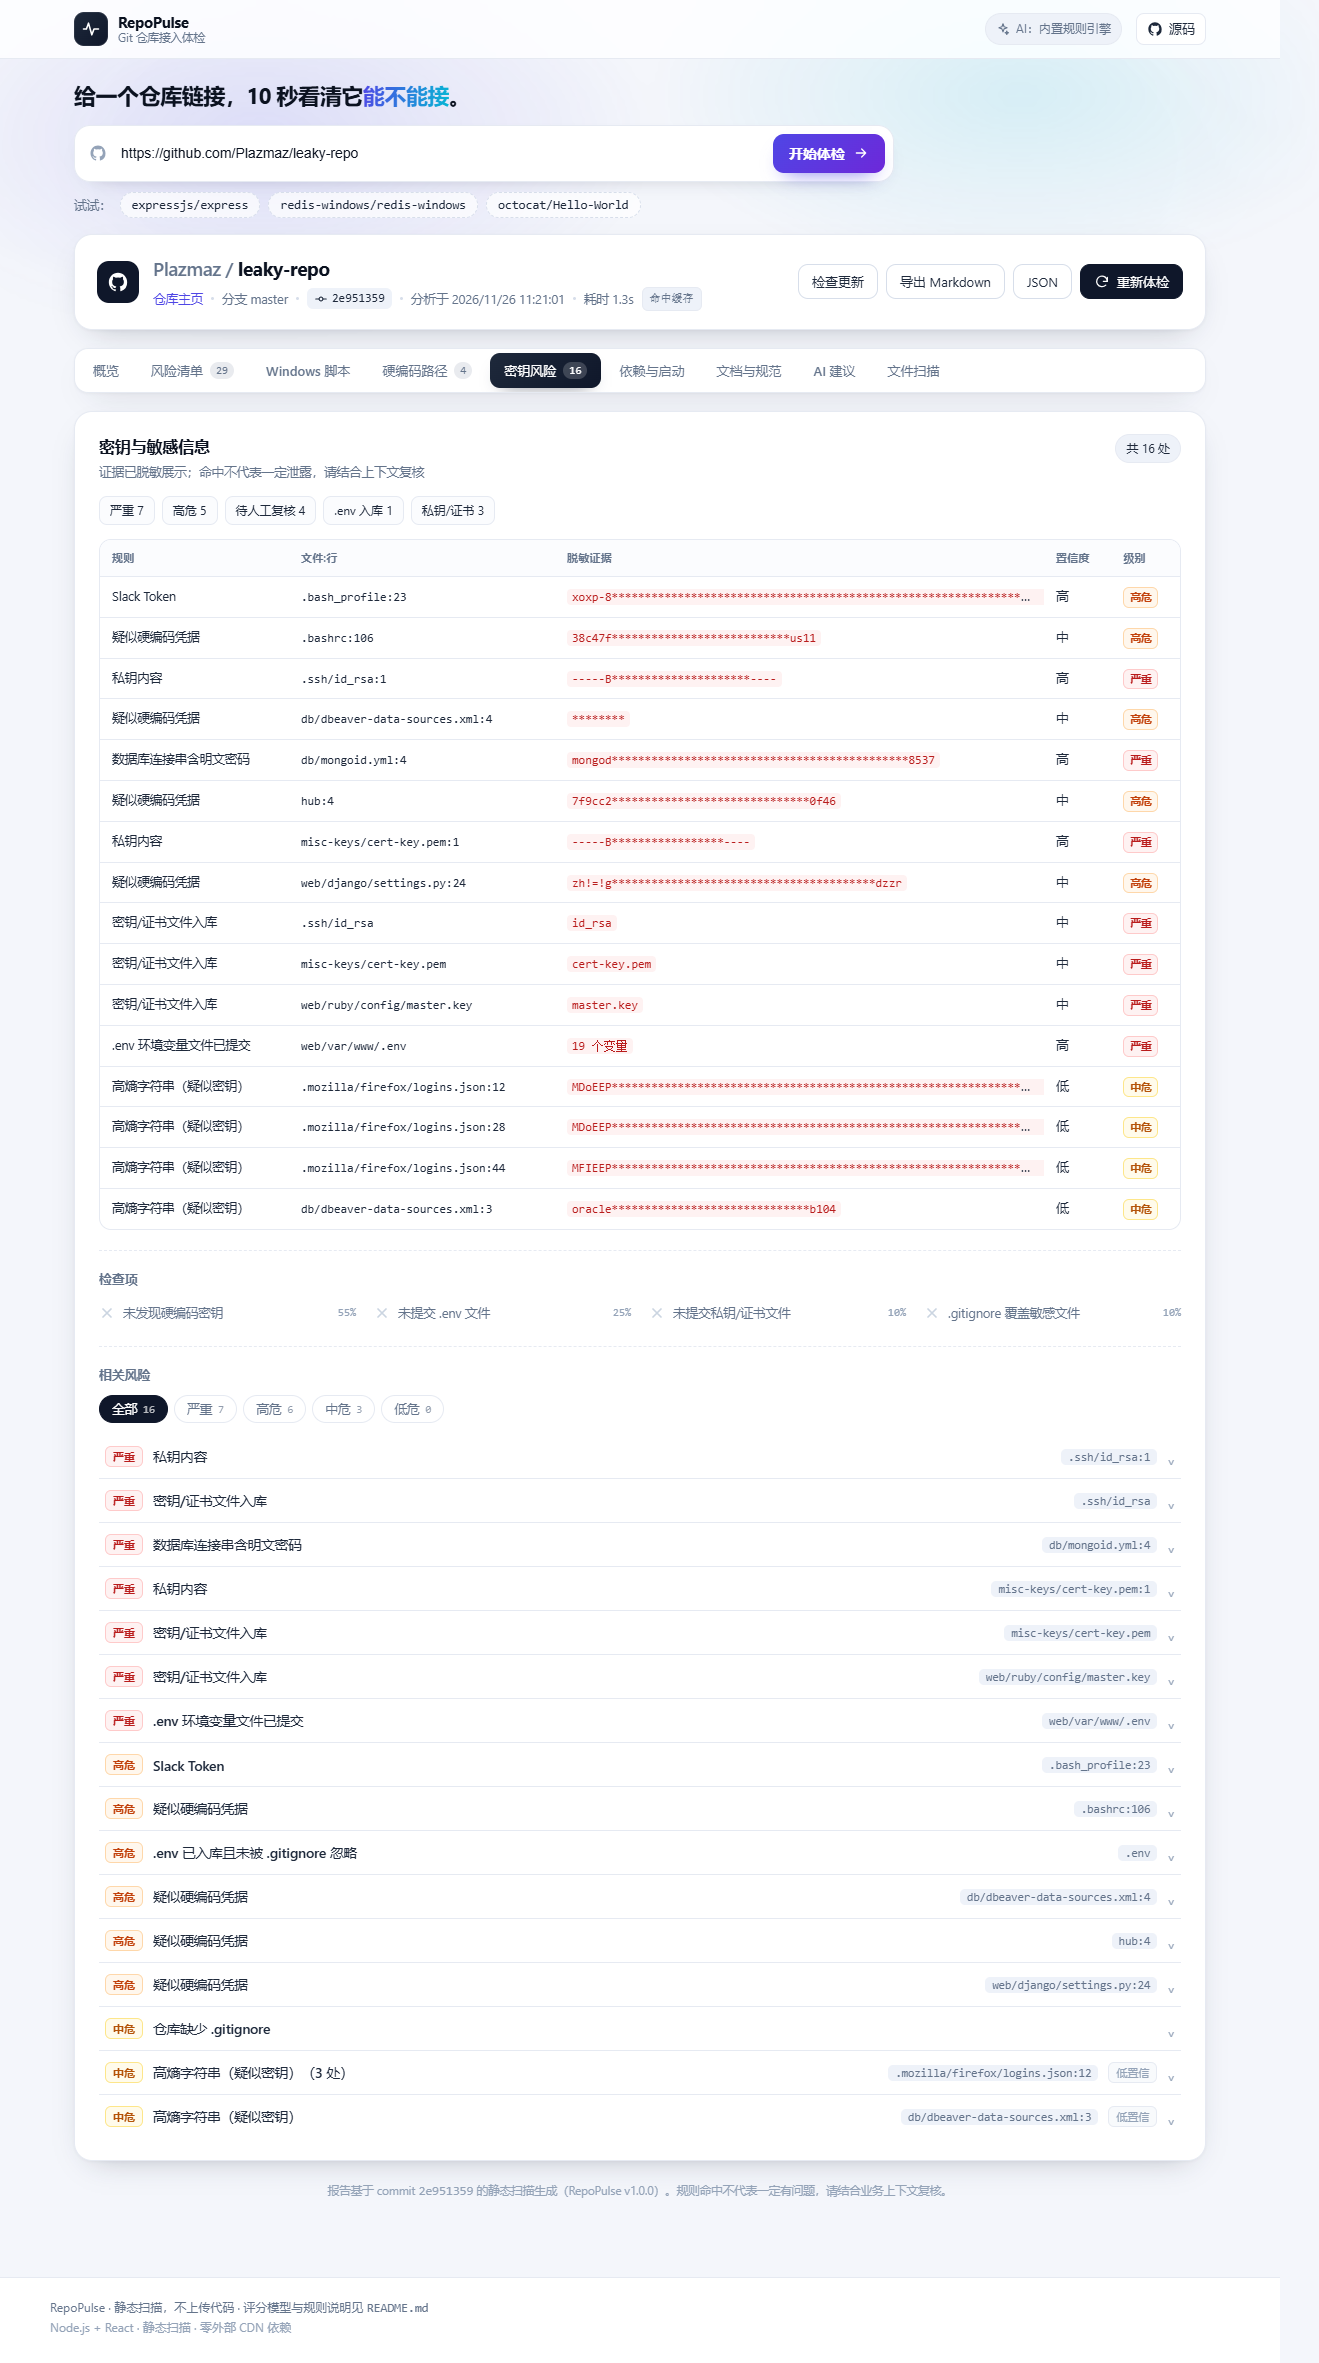 RepoPulse
Git 仓库接入体检
AI：内置规则引擎
源码
给一个仓库链接，10 秒看清它能不能接。
https://github.com/Plazmaz/leaky-repo
开始体检
试试：
expressjs/express
redis-windows/redis-windows
octocat/Hello-World
Plazmaz / leaky-repo
仓库主页 · 分支 master · 2e951359 · 分析于 2026/11/26 11:21:01 · 耗时 1.3s 命中缓存
检查更新
导出 Markdown
JSON
重新体检
概览
风险清单 29
Windows 脚本
硬编码路径 4
密钥风险 16
依赖与启动
文档与规范
AI 建议
文件扫描
密钥与敏感信息
共 16 处
证据已脱敏展示；命中不代表一定泄露，请结合上下文复核
严重 7
高危 5
待人工复核 4
.env 入库 1
私钥/证书 3
规则 文件:行 脱敏证据 置信度 级别
Slack Token .bash_profile:23 xoxp-8**************************************************************… 高 高危
疑似硬编码凭据 .bashrc:106 38c47f***************************us11 中 高危
私钥内容 .ssh/id_rsa:1 -----B*********************---- 高 严重
疑似硬编码凭据 db/dbeaver-data-sources.xml:4 ******** 中 高危
数据库连接串含明文密码 db/mongoid.yml:4 mongod*********************************************8537 高 严重
疑似硬编码凭据 hub:4 7f9cc2******************************0f46 中 高危
私钥内容 misc-keys/cert-key.pem:1 -----B*****************---- 高 严重
疑似硬编码凭据 web/django/settings.py:24 zh!=!g****************************************dzzr 中 高危
密钥/证书文件入库 .ssh/id_rsa id_rsa 中 严重
密钥/证书文件入库 misc-keys/cert-key.pem cert-key.pem 中 严重
密钥/证书文件入库 web/ruby/config/master.key master.key 中 严重
.env 环境变量文件已提交 web/var/www/.env 19 个变量 高 严重
高熵字符串（疑似密钥） .mozilla/firefox/logins.json:12 MDoEEP**************************************************************… 低 中危
高熵字符串（疑似密钥） .mozilla/firefox/logins.json:28 MDoEEP**************************************************************… 低 中危
高熵字符串（疑似密钥） .mozilla/firefox/logins.json:44 MFIEEP**************************************************************… 低 中危
高熵字符串（疑似密钥） db/dbeaver-data-sources.xml:3 oracle******************************b104 低 中危
检查项
未发现硬编码密钥 55%
未提交 .env 文件 25%
未提交私钥/证书文件 10%
.gitignore 覆盖敏感文件 10%
相关风险
全部 16
严重 7
高危 6
中危 3
低危 0
严重 私钥内容 .ssh/id_rsa:1
严重 密钥/证书文件入库 .ssh/id_rsa
严重 数据库连接串含明文密码 db/mongoid.yml:4
严重 私钥内容 misc-keys/cert-key.pem:1
严重 密钥/证书文件入库 misc-keys/cert-key.pem
严重 密钥/证书文件入库 web/ruby/config/master.key
严重 .env 环境变量文件已提交 web/var/www/.env
高危 Slack Token .bash_profile:23
高危 疑似硬编码凭据 .bashrc:106
高危 .env 已入库且未被 .gitignore 忽略 .env
高危 疑似硬编码凭据 db/dbeaver-data-sources.xml:4
高危 疑似硬编码凭据 hub:4
高危 疑似硬编码凭据 web/django/settings.py:24
中危 仓库缺少 .gitignore
中危 高熵字符串（疑似密钥）（3 处） .mozilla/firefox/logins.json:12 低置信
中危 高熵字符串（疑似密钥） db/dbeaver-data-sources.xml:3 低置信
报告基于 commit 2e951359 的静态扫描生成（RepoPulse v1.0.0）。规则命中不代表一定有问题，请结合业务上下文复核。
RepoPulse · 静态扫描，不上传代码 · 评分模型与规则说明见 README.md
Node.js + React · 静态扫描 · 零外部 CDN 依赖